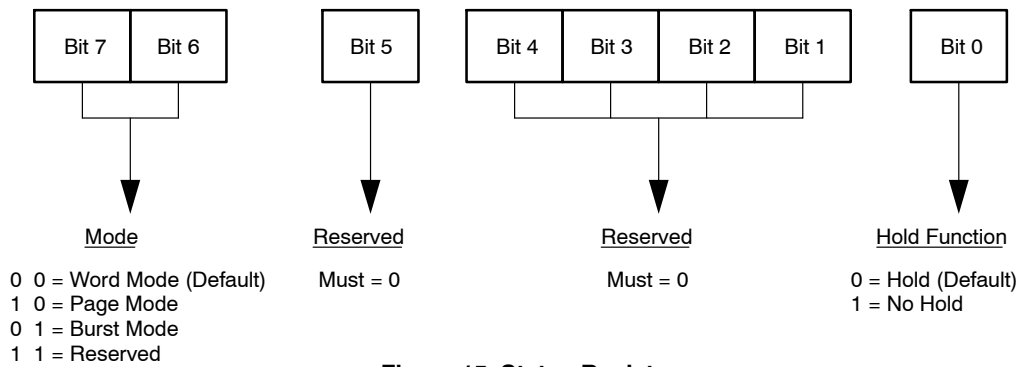 Bit 7 Bit 6 Bit 5 Bit 4 Bit 3 Bit 2 Bit 1 Bit 0
Mode Reserved Reserved Hold Function
0 0 = Word Mode (Default) Must = 0 Must = 0 0 = Hold (Default)
1 0 = Page Mode 1 = No Hold
0 1 = Burst Mode
1 1 = Reserved